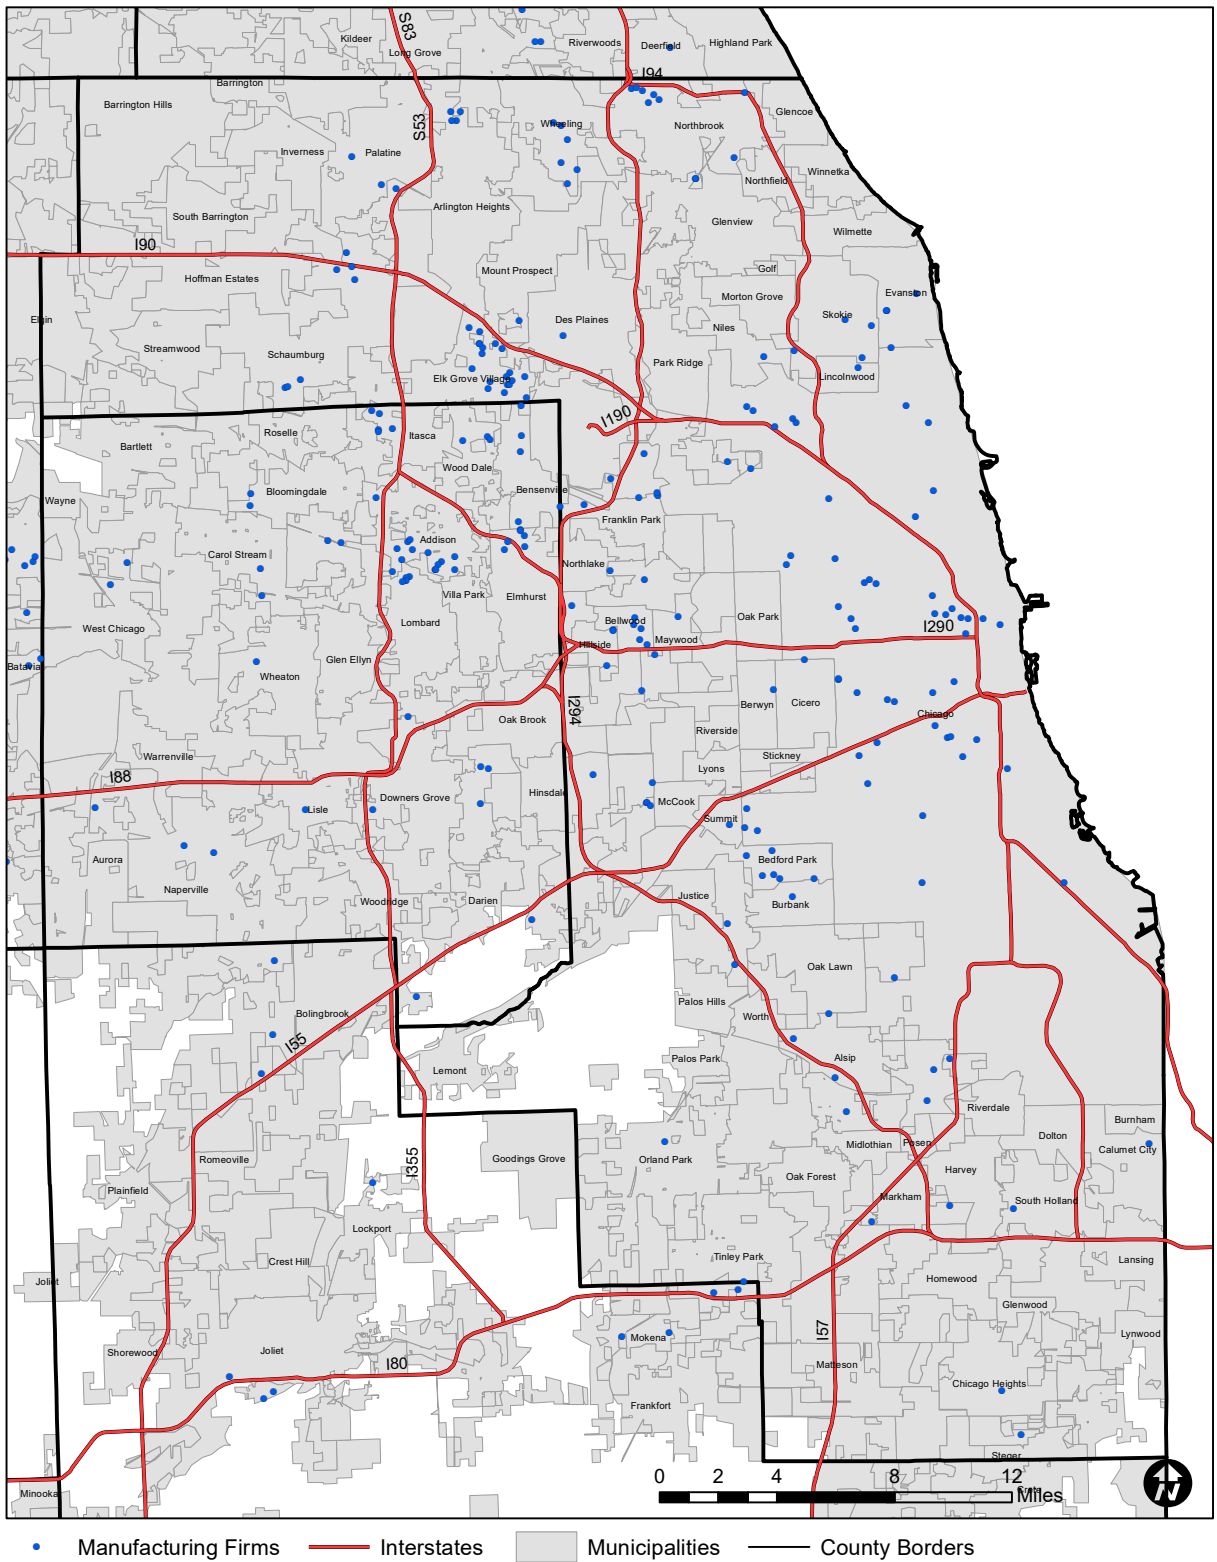 S83
Kildeer
Long Grove
Riverwoods
Deerfield
Highland Park
I94
Barrington
Barrington Hills
Glencoe
S53
Wheeling
Northbrook
Inverness
Palatine
Winnetka
Northfield
South Barrington
Arlington Heights
Glenview
Wilmette
I90
Hoffman Estates
Mount Prospect
Golf
Morton Grove
Evanston
Elgin
Des Plaines
Skokie
Niles
Streamwood
Schaumburg
Park Ridge
Elk Grove Village
Lincolnwood
I190
Roselle
Itasca
Bartlett
Wood Dale
Bloomingdale
Bensenville
Wayne
Franklin Park
Addison
Carol Stream
Northlake
Villa Park
Elmhurst
Oak Park
Lombard
Bellwood
West Chicago
I290
Maywood
Hillside
Glen Ellyn
Batavia
Wheaton
Berwyn
Cicero
I294
Chicago
Oak Brook
Riverside
Warrenville
Stickney
Lyons
I88
Hinsdale
Downers Grove
McCook
Lisle
Summit
Aurora
Bedford Park
Naperville
Justice
Woodridge
Darien
Burbank
Oak Lawn
Palos Hills
Bolingbrook
Worth
I55
Palos Park
Alsip
Lemont
Riverdale
Burnham
Dolton
Midlothian
Posen
Calumet City
I355
Romeoville
Goodings Grove
Orland Park
Harvey
Oak Forest
Plainfield
Markham
South Holland
Lockport
Tinley Park
Crest Hill
Lansing
Joliet
Homewood
Glenwood
I57
Mokena
Lynwood
Shorewood
Joliet
I80
Matteson
Chicago Heights
Frankfort
Steger
0 2 4 8 12
Miles
Crete
Minooka
N
Manufacturing Firms
Interstates
Municipalities
County Borders